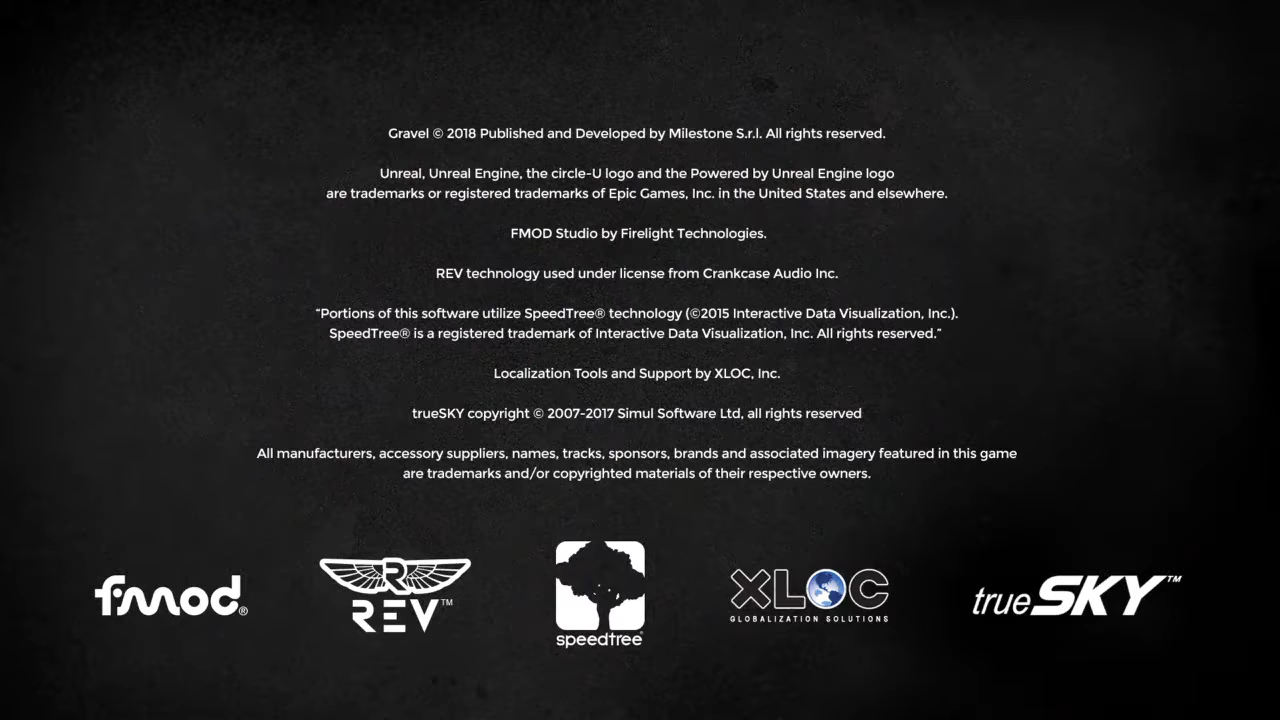 Gravel © 2018 Published and Developed by Milestone S.r.l. All rights reserved.
Unreal, Unreal Engine, the circle-U logo and the Powered by Unreal Engine logo
are trademarks or registered trademarks of Epic Games, Inc. in the United States and elsewhere.
FMOD Studio by Firelight Technologies.
REV technology used under license from Crankcase Audio Inc.
“Portions of this software utilize SpeedTree® technology (©2015 Interactive Data Visualization, Inc.).
SpeedTree® is a registered trademark of Interactive Data Visualization, Inc. All rights reserved.”
Localization Tools and Support by XLOC, Inc.
trueSKY copyright © 2007-2017 Simul Software Ltd, all rights reserved
All manufacturers, accessory suppliers, names, tracks, sponsors, brands and associated imagery featured in this game
are trademarks and/or copyrighted materials of their respective owners.
fmod®
R
REV™
speedtree®
XLOC
GLOBALIZATION SOLUTIONS
trueSKY™